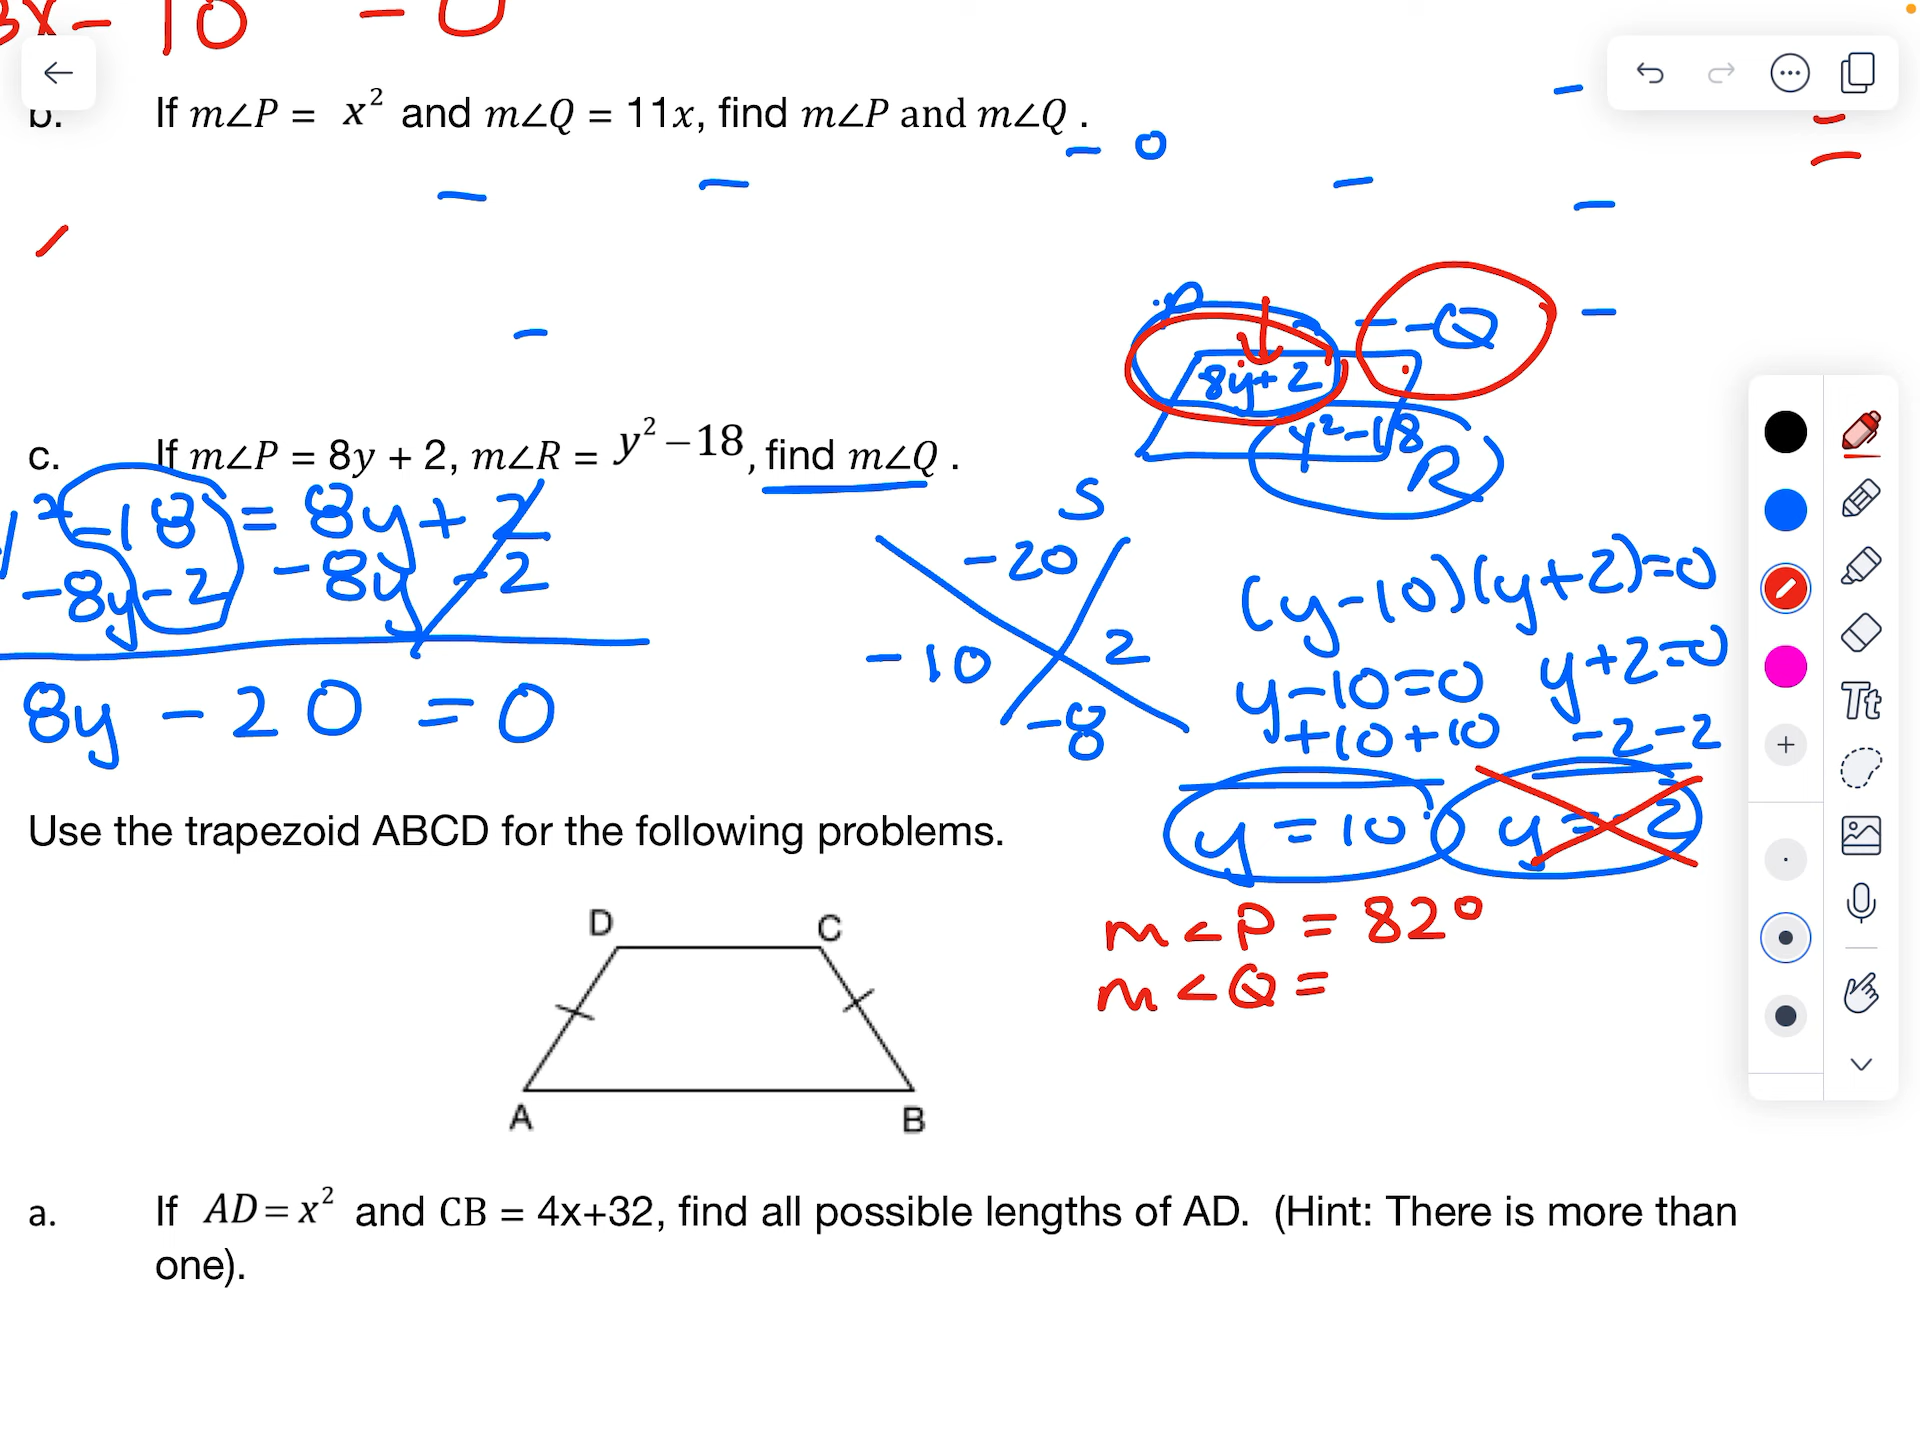 3x - 10 - 0
b. If m∠P = x² and m∠Q = 11x, find m∠P and m∠Q .
0
P
Q
8y+2
y²-18
R
S
c. If m∠P = 8y + 2, m∠R = y² –18, find m∠Q .
²-18 = 8y+2
-8y-2 -8y -2
8y - 20 = 0
-20
-10 2
-8
(y-10)(y+2)=0
y-10=0 y+2=0
+10 +10 -2 -2
y = 10 y=-2
m<P = 82°
m<Q =
Use the trapezoid ABCD for the following problems.
D C
A B
a. If AD = x² and CB = 4x+32, find all possible lengths of AD. (Hint: There is more than
one).
Tt